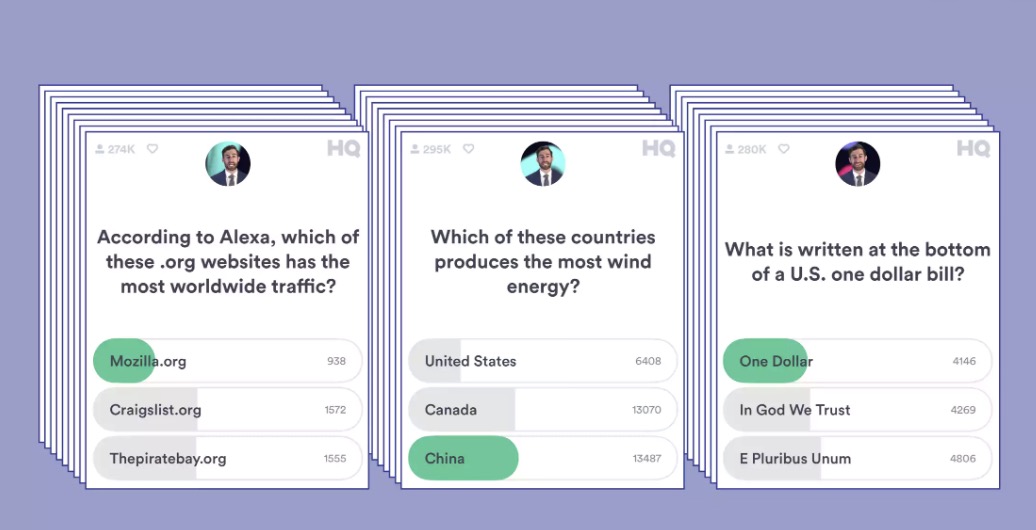 274K
HQ
According to Alexa, which of
these .org websites has the
most worldwide traffic?
Mozilla.org 938
Craigslist.org 1572
Thepiratebay.org 1555
295K
HQ
Which of these countries
produces the most wind
energy?
United States 6408
Canada 13070
China 13487
280K
HQ
What is written at the bottom
of a U.S. one dollar bill?
One Dollar 4146
In God We Trust 4269
E Pluribus Unum 4806